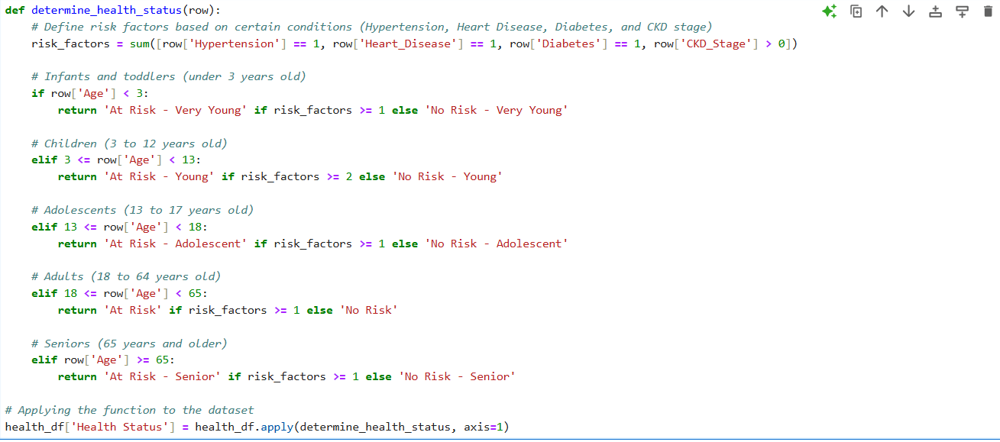 def determine_health_status(row):
    # Define risk factors based on certain conditions (Hypertension, Heart Disease, Diabetes, and CKD stage)
    risk_factors = sum([row['Hypertension'] == 1, row['Heart_Disease'] == 1, row['Diabetes'] == 1, row['CKD_Stage'] > 0])

    # Infants and toddlers (under 3 years old)
    if row['Age'] < 3:
        return 'At Risk - Very Young' if risk_factors >= 1 else 'No Risk - Very Young'

    # Children (3 to 12 years old)
    elif 3 <= row['Age'] < 13:
        return 'At Risk - Young' if risk_factors >= 2 else 'No Risk - Young'

    # Adolescents (13 to 17 years old)
    elif 13 <= row['Age'] < 18:
        return 'At Risk - Adolescent' if risk_factors >= 1 else 'No Risk - Adolescent'

    # Adults (18 to 64 years old)
    elif 18 <= row['Age'] < 65:
        return 'At Risk' if risk_factors >= 1 else 'No Risk'

    # Seniors (65 years and older)
    elif row['Age'] >= 65:
        return 'At Risk - Senior' if risk_factors >= 1 else 'No Risk - Senior'

# Applying the function to the dataset
health_df['Health Status'] = health_df.apply(determine_health_status, axis=1)